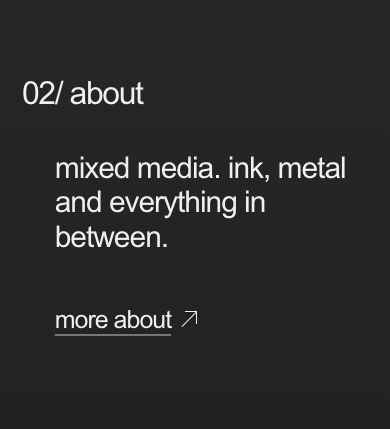 02/ about
mixed media. ink, metal
and everything in
between.
more about